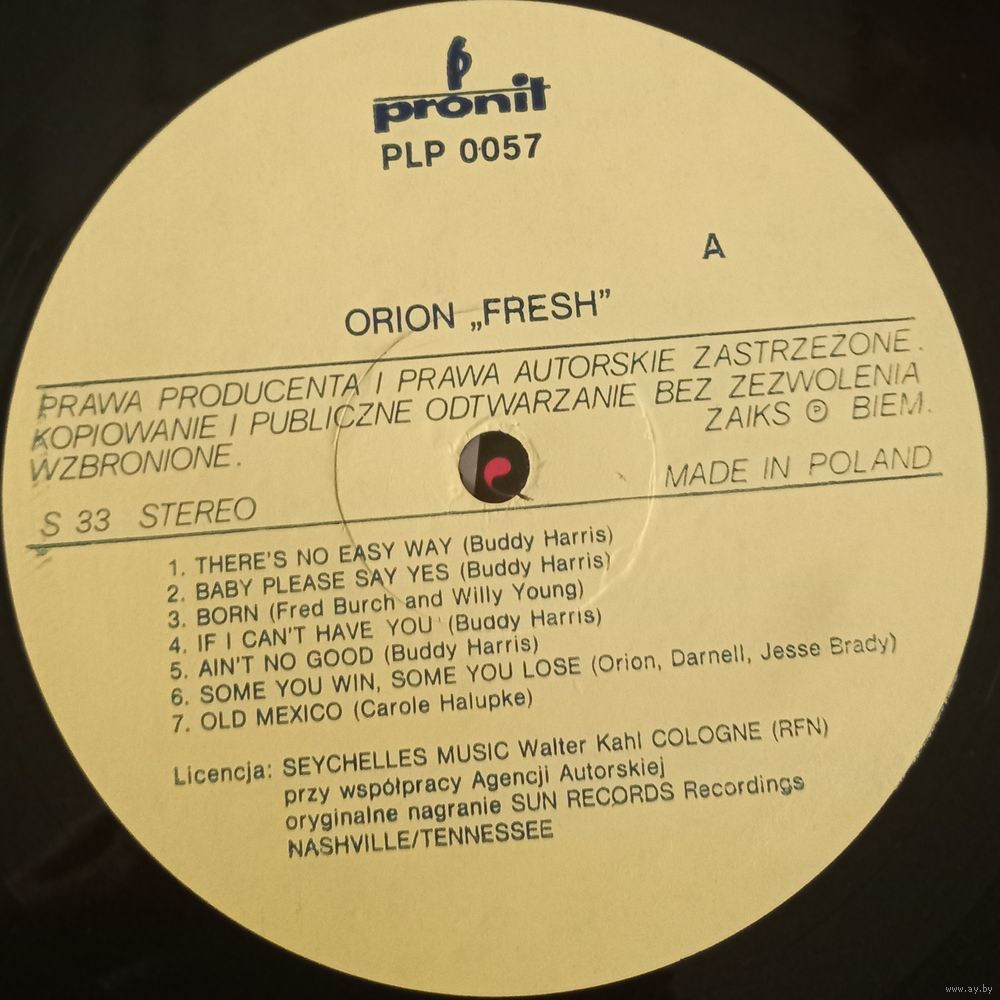 pronit
PLP 0057
A
ORION „FRESH”
PRAWA PRODUCENTA I PRAWA AUTORSKIE ZASTRZEŻONE.
KOPIOWANIE I PUBLICZNE ODTWARZANIE BEZ ZEZWOLENIA
WZBRONIONE.
ZAIKS Ⓟ BIEM.
S 33 STEREO
MADE IN POLAND
1. THERE'S NO EASY WAY (Buddy Harris)
2. BABY PLEASE SAY YES (Buddy Harris)
3. BORN (Fred Burch and Willy Young)
4. IF I CAN'T HAVE YOU (Buddy Harris)
5. AIN'T NO GOOD (Buddy Harris)
6. SOME YOU WIN, SOME YOU LOSE (Orion, Darnell, Jesse Brady)
7. OLD MEXICO (Carole Halupke)
Licencja: SEYCHELLES MUSIC Walter Kahl COLOGNE (RFN)
przy współpracy Agencji Autorskiej
oryginalne nagranie SUN RECORDS Recordings
NASHVILLE/TENNESSEE
www.ay.by